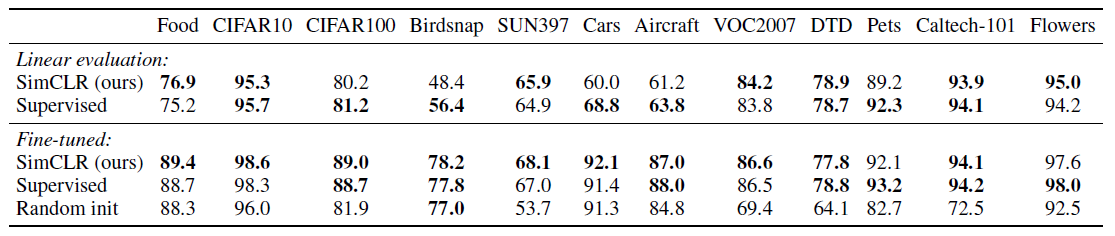 Food CIFAR10 CIFAR100 Birdsnap SUN397 Cars Aircraft VOC2007 DTD Pets Caltech-101 Flowers
Linear evaluation:
SimCLR (ours) 76.9 95.3 80.2 48.4 65.9 60.0 61.2 84.2 78.9 89.2 93.9 95.0
Supervised 75.2 95.7 81.2 56.4 64.9 68.8 63.8 83.8 78.7 92.3 94.1 94.2
Fine-tuned:
SimCLR (ours) 89.4 98.6 89.0 78.2 68.1 92.1 87.0 86.6 77.8 92.1 94.1 97.6
Supervised 88.7 98.3 88.7 77.8 67.0 91.4 88.0 86.5 78.8 93.2 94.2 98.0
Random init 88.3 96.0 81.9 77.0 53.7 91.3 84.8 69.4 64.1 82.7 72.5 92.5